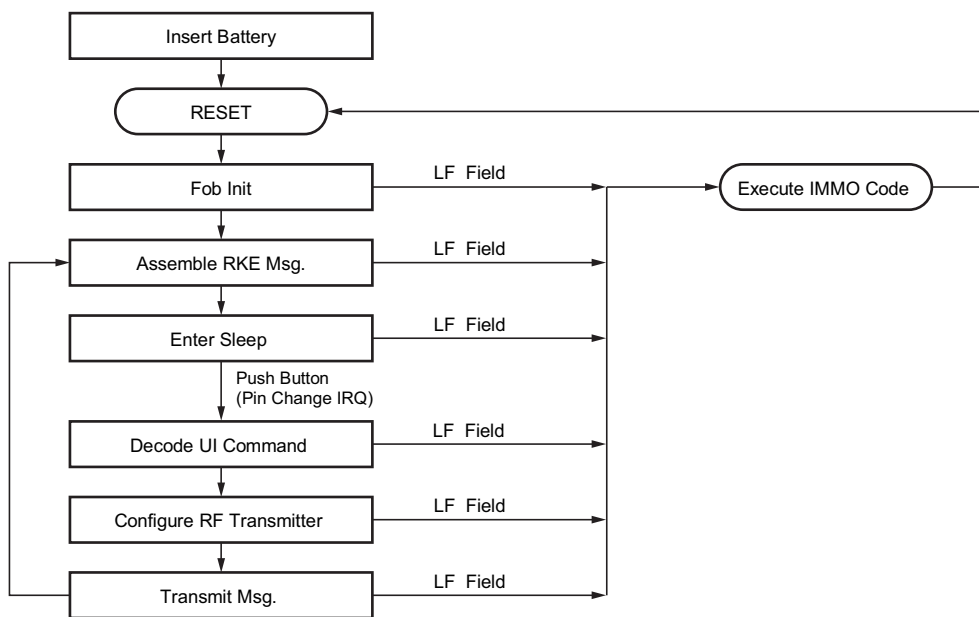 Insert Battery
RESET
Fob Init
LF Field
Execute IMMO Code
Assemble RKE Msg.
LF Field
Enter Sleep
LF Field
Push Button
(Pin Change IRQ)
Decode UI Command
LF Field
Configure RF Transmitter
LF Field
Transmit Msg.
LF Field